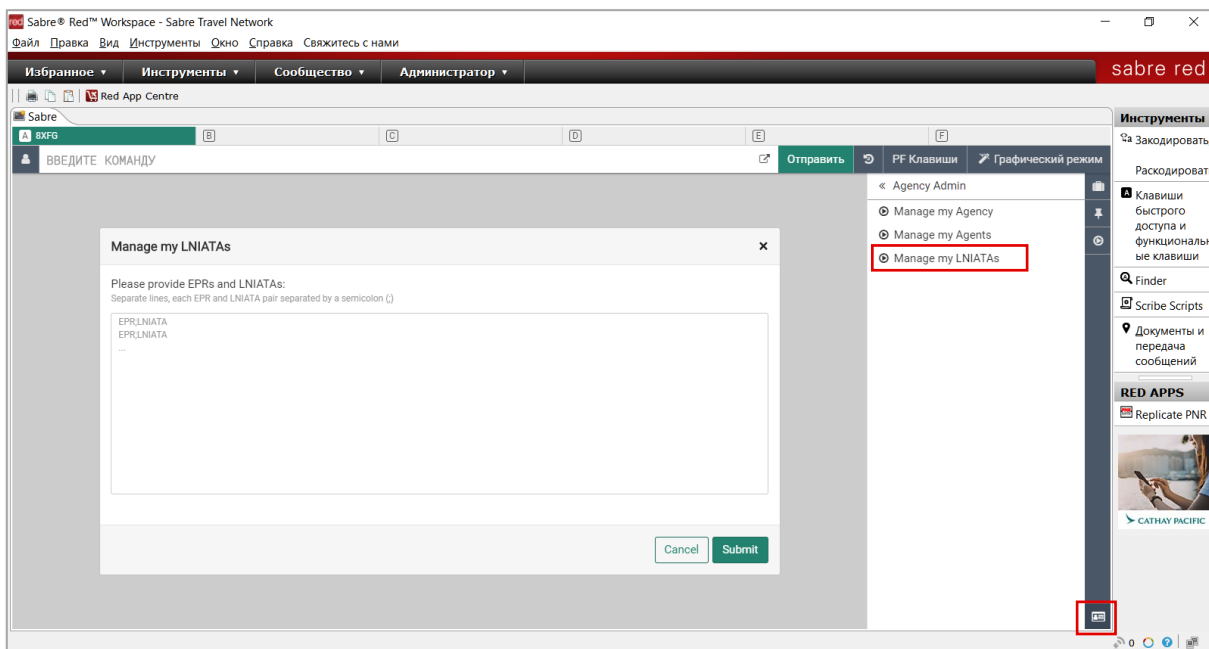 red Sabre® Red™ Workspace - Sabre Travel Network
Файл Правка Вид Инструменты Окно Справка Свяжитесь с нами
Избранное Инструменты Сообщество Администратор sabre red
Red App Centre
Sabre
A 8XFG B C D E F
ВВЕДИТЕ КОМАНДУ Отправить PF Клавиши Графический режим
« Agency Admin
Manage my Agency
Manage my Agents
Manage my LNIATAs
Manage my LNIATAs ×
Please provide EPRs and LNIATAs:
Separate lines, each EPR and LNIATA pair separated by a semicolon (;)
EPR;LNIATA
EPR;LNIATA
...
Cancel Submit
Инструменты
Закодировать
Раскодироват
Клавиши
быстрого
доступа и
функциональн
ые клавиши
Finder
Scribe Scripts
Документы и
передача
сообщений
RED APPS
Replicate PNR
CATHAY PACIFIC
0